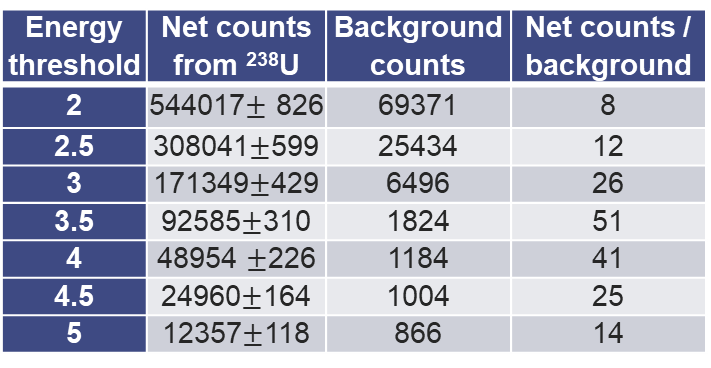 Energy threshold Net counts from ²³⁸U Background counts Net counts / background
2 544017± 826 69371 8
2.5 308041±599 25434 12
3 171349±429 6496 26
3.5 92585±310 1824 51
4 48954 ±226 1184 41
4.5 24960±164 1004 25
5 12357±118 866 14